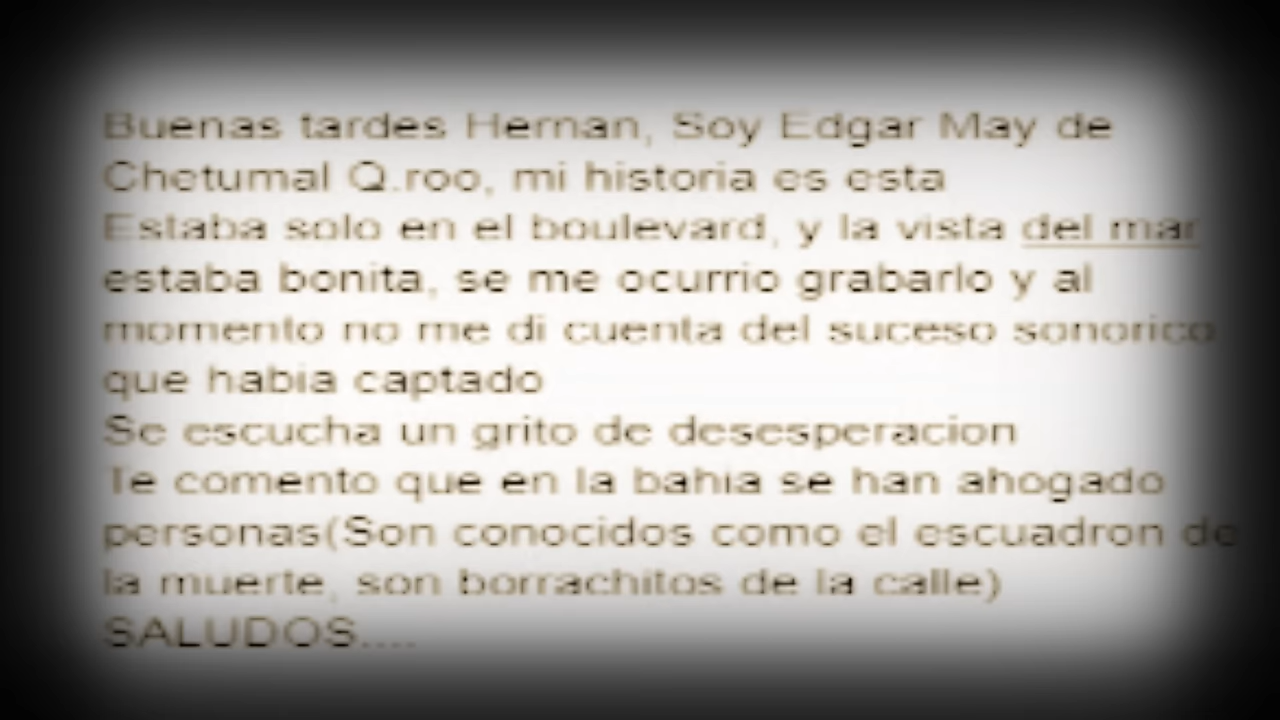 Buenas tardes Hernan, Soy Edgar May de
Chetumal Q.roo, mi historia es esta
Estaba solo en el boulevard, y la vista del mar
estaba bonita, se me ocurrio grabarlo y al
momento no me di cuenta del suceso sonorico
que habia captado
Se escucha un grito de desesperacion
Te comento que en la bahia se han ahogado
personas(Son conocidos como el escuadron de
la muerte, son borrachitos de la calle)
SALUDOS....